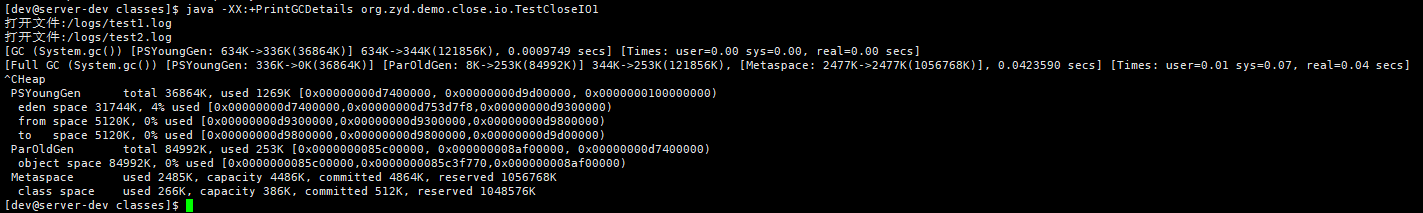 [dev@server-dev classes]$ java -XX:+PrintGCDetails org.zyd.demo.close.io.TestCloseIO1
打开文件:/logs/test1.log
打开文件:/logs/test2.log
[GC (System.gc()) [PSYoungGen: 634K->336K(36864K)] 634K->344K(121856K), 0.0009749 secs] [Times: user=0.00 sys=0.00, real=0.00 secs]
[Full GC (System.gc()) [PSYoungGen: 336K->0K(36864K)] [ParOldGen: 8K->253K(84992K)] 344K->253K(121856K), [Metaspace: 2477K->2477K(1056768K)], 0.0423590 secs] [Times: user=0.01 sys=0.07, real=0.04 secs]
^CHeap
 PSYoungGen      total 36864K, used 1269K [0x00000000d7400000, 0x00000000d9d00000, 0x0000000100000000)
  eden space 31744K, 4% used [0x00000000d7400000,0x00000000d753d7f8,0x00000000d9300000)
  from space 5120K, 0% used [0x00000000d9300000,0x00000000d9300000,0x00000000d9800000)
  to   space 5120K, 0% used [0x00000000d9800000,0x00000000d9800000,0x00000000d9d00000)
 ParOldGen       total 84992K, used 253K [0x0000000085c00000, 0x000000008af00000, 0x00000000d7400000)
  object space 84992K, 0% used [0x0000000085c00000,0x0000000085c3f770,0x000000008af00000)
 Metaspace       used 2485K, capacity 4486K, committed 4864K, reserved 1056768K
  class space    used 266K, capacity 386K, committed 512K, reserved 1048576K
[dev@server-dev classes]$